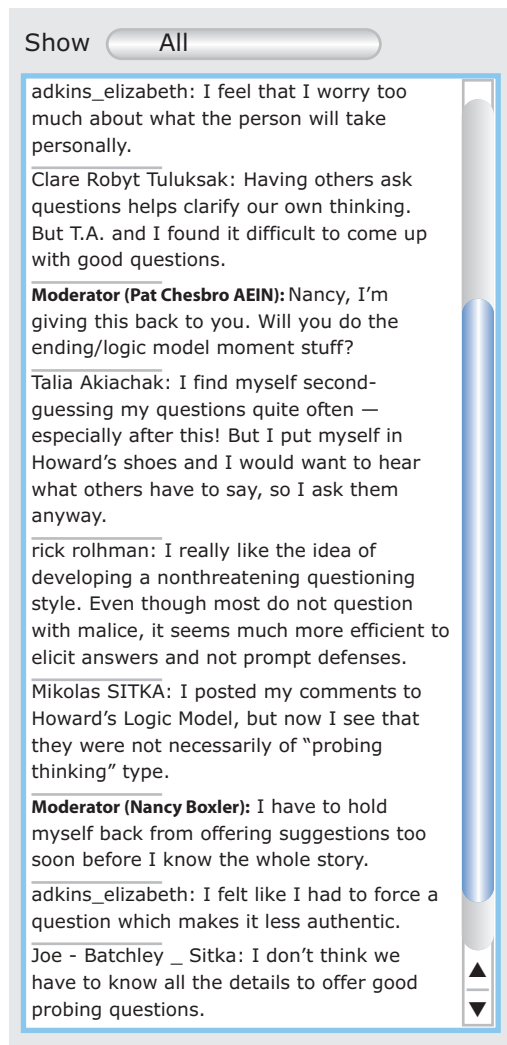 Show All
adkins_elizabeth: I feel that I worry too
much about what the person will take
personally.
Clare Robyt Tuluksak: Having others ask
questions helps clarify our own thinking.
But T.A. and I found it difficult to come up
with good questions.
Moderator (Pat Chesbro AEIN): Nancy, I’m
giving this back to you. Will you do the
ending/logic model moment stuff?
Talia Akiachak: I find myself second-
guessing my questions quite often —
especially after this! But I put myself in
Howard’s shoes and I would want to hear
what others have to say, so I ask them
anyway.
rick rolhman: I really like the idea of
developing a nonthreatening questioning
style. Even though most do not question
with malice, it seems much more efficient to
elicit answers and not prompt defenses.
Mikolas SITKA: I posted my comments to
Howard’s Logic Model, but now I see that
they were not necessarily of “probing
thinking” type.
Moderator (Nancy Boxler): I have to hold
myself back from offering suggestions too
soon before I know the whole story.
adkins_elizabeth: I felt like I had to force a
question which makes it less authentic.
Joe - Batchley _ Sitka: I don’t think we
have to know all the details to offer good
probing questions.